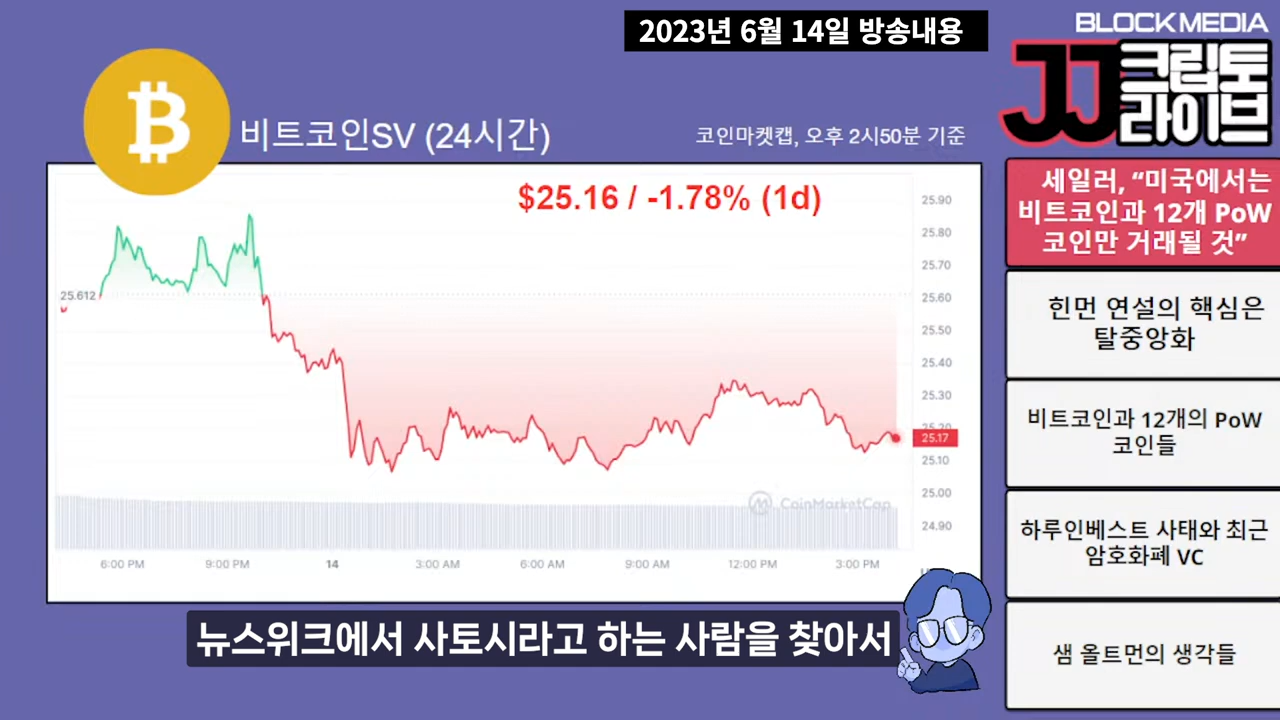 2023년 6월 14일 방송내용
BLOCKMEDIA
JJ 크립토
라이브
비트코인SV (24시간)
코인마켓캡, 오후 2시50분 기준
$25.16 / -1.78% (1d)
25.90
25.80
25.70
25.60
25.50
25.40
25.30
25.20
25.17
25.10
25.00
24.90
25.612
CoinMarketCap
6:00 PM
9:00 PM
14
3:00 AM
6:00 AM
9:00 AM
12:00 PM
3:00 PM
세일러, “미국에서는
비트코인과 12개 PoW
코인만 거래될 것”
힌먼 연설의 핵심은
탈중앙화
비트코인과 12개의 PoW
코인들
하루인베스트 사태와 최근
암호화폐 VC
샘 올트먼의 생각들
뉴스위크에서 사토시라고 하는 사람을 찾아서